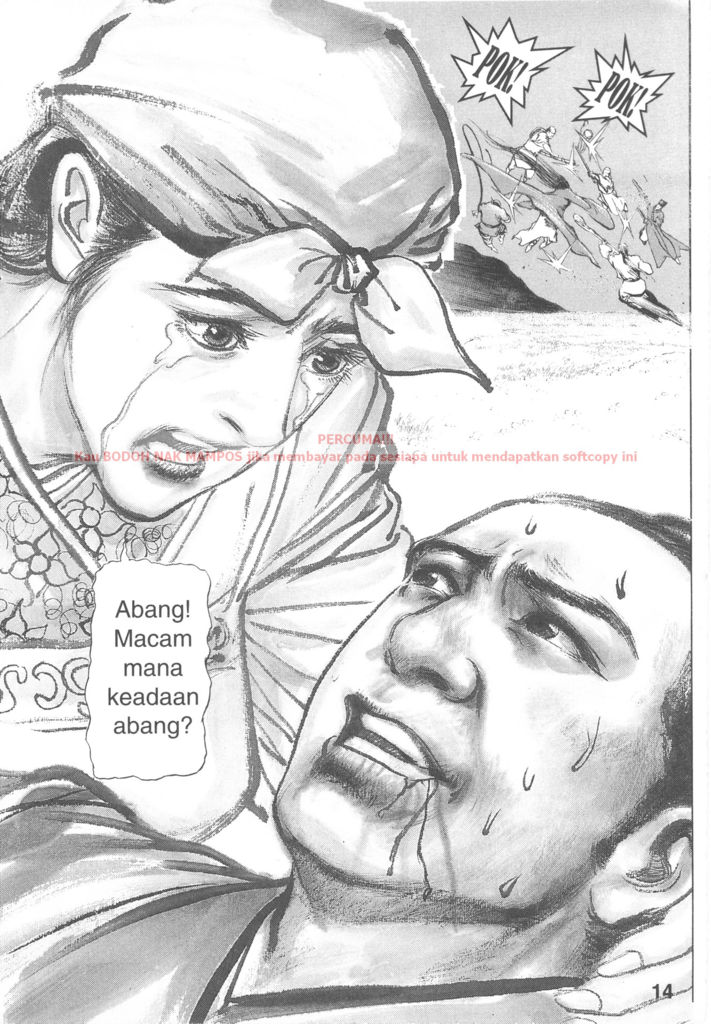 POK!
POK!
PERCUMA!!!
Kau BODOH NAK MAMPOS jika membayar pada sesiapa untuk mendapatkan softcopy ini
Abang!
Macam
mana
keadaan
abang?
14